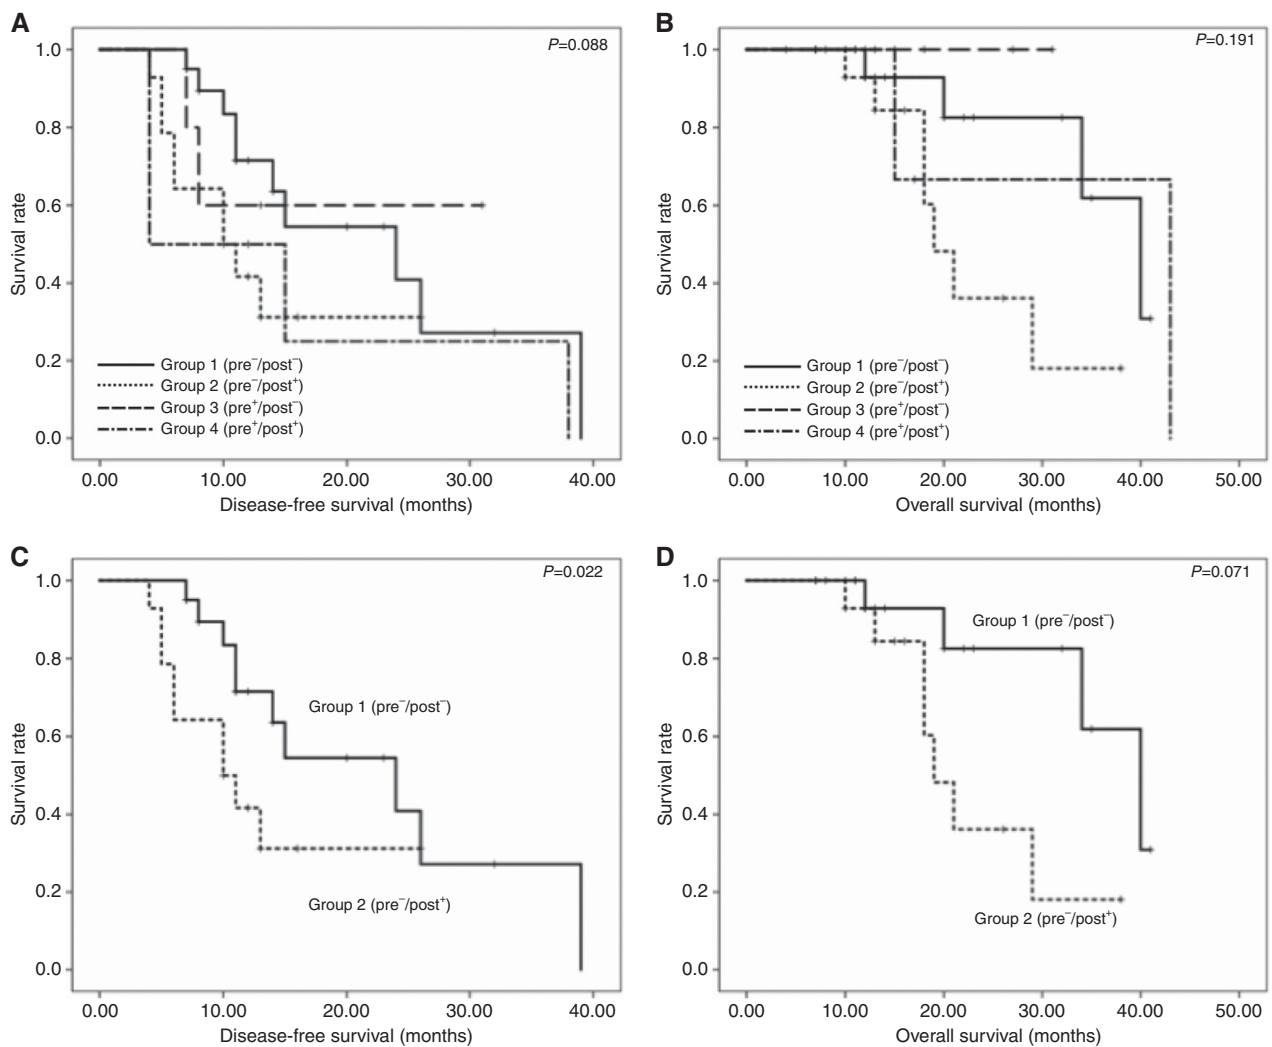 A
P=0.088
1.0
0.8
0.6
0.4
0.2
0.0
Survival rate
Group 1 (pre⁻/post⁻)
Group 2 (pre⁻/post⁺)
Group 3 (pre⁺/post⁻)
Group 4 (pre⁺/post⁺)
0.00 10.00 20.00 30.00 40.00
Disease-free survival (months)
B
P=0.191
1.0
0.8
0.6
0.4
0.2
0.0
Survival rate
Group 1 (pre⁻/post⁻)
Group 2 (pre⁻/post⁺)
Group 3 (pre⁺/post⁻)
Group 4 (pre⁺/post⁺)
0.00 10.00 20.00 30.00 40.00 50.00
Overall survival (months)
C
P=0.022
1.0
0.8
0.6
0.4
0.2
0.0
Survival rate
Group 1 (pre⁻/post⁻)
Group 2 (pre⁻/post⁺)
0.00 10.00 20.00 30.00 40.00
Disease-free survival (months)
D
P=0.071
1.0
0.8
0.6
0.4
0.2
0.0
Survival rate
Group 1 (pre⁻/post⁻)
Group 2 (pre⁻/post⁺)
0.00 10.00 20.00 30.00 40.00 50.00
Overall survival (months)